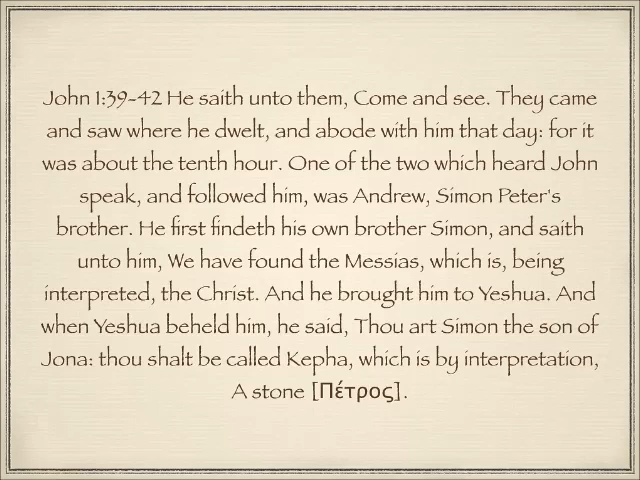 John 1:39-42 He saith unto them, Come and see. They came
and saw where he dwelt, and abode with him that day: for it
was about the tenth hour. One of the two which heard John
speak, and followed him, was Andrew, Simon Peter's
brother. He first findeth his own brother Simon, and saith
unto him, We have found the Messias, which is, being
interpreted, the Christ. And he brought him to Yeshua. And
when Yeshua beheld him, he said, Thou art Simon the son of
Jona: thou shalt be called Kepha, which is by interpretation,
A stone [Πέτρος].